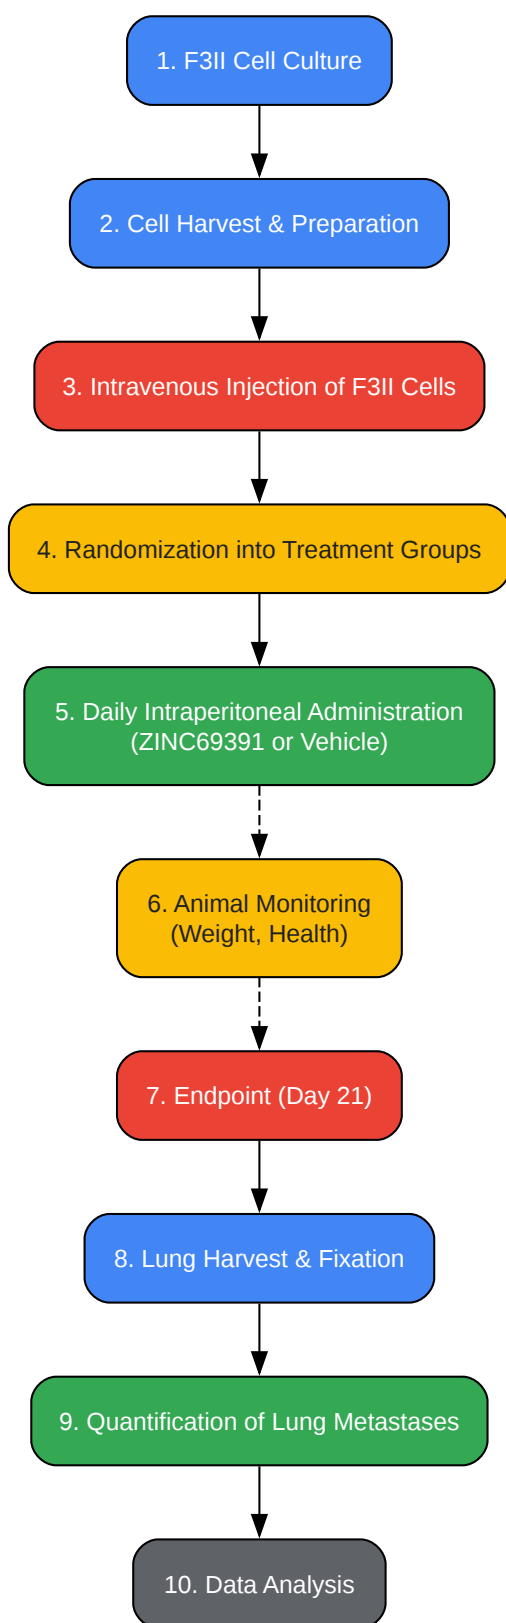 1. F3II Cell Culture
2. Cell Harvest & Preparation
3. Intravenous Injection of F3II Cells
4. Randomization into Treatment Groups
5. Daily Intraperitoneal Administration
(ZINC69391 or Vehicle)
6. Animal Monitoring
(Weight, Health)
7. Endpoint (Day 21)
8. Lung Harvest & Fixation
9. Quantification of Lung Metastases
10. Data Analysis